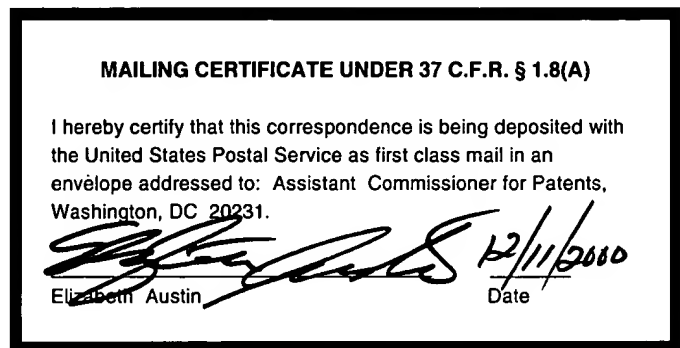 MAILING CERTIFICATE UNDER 37 C.F.R. § 1.8(A)
I hereby certify that this correspondence is being deposited with
the United States Postal Service as first class mail in an
envelope addressed to: Assistant Commissioner for Patents,
Washington, DC 20231.
Elizabeth Austin 12/11/2000
Elizabeth Austin Date